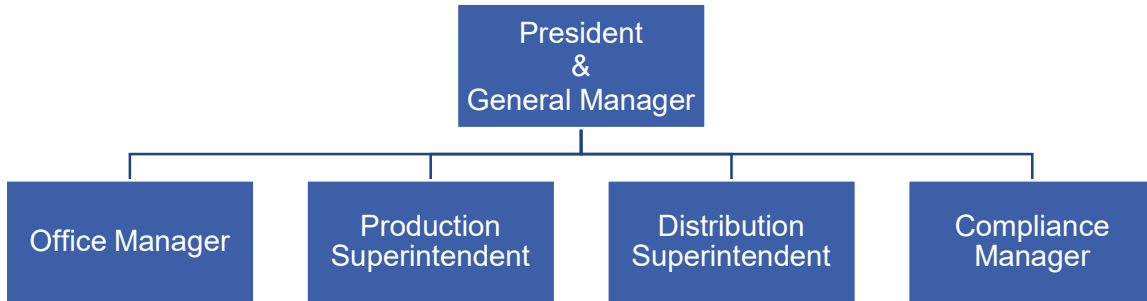 President
&
General Manager
Office Manager
Production
Superintendent
Distribution
Superintendent
Compliance
Manager